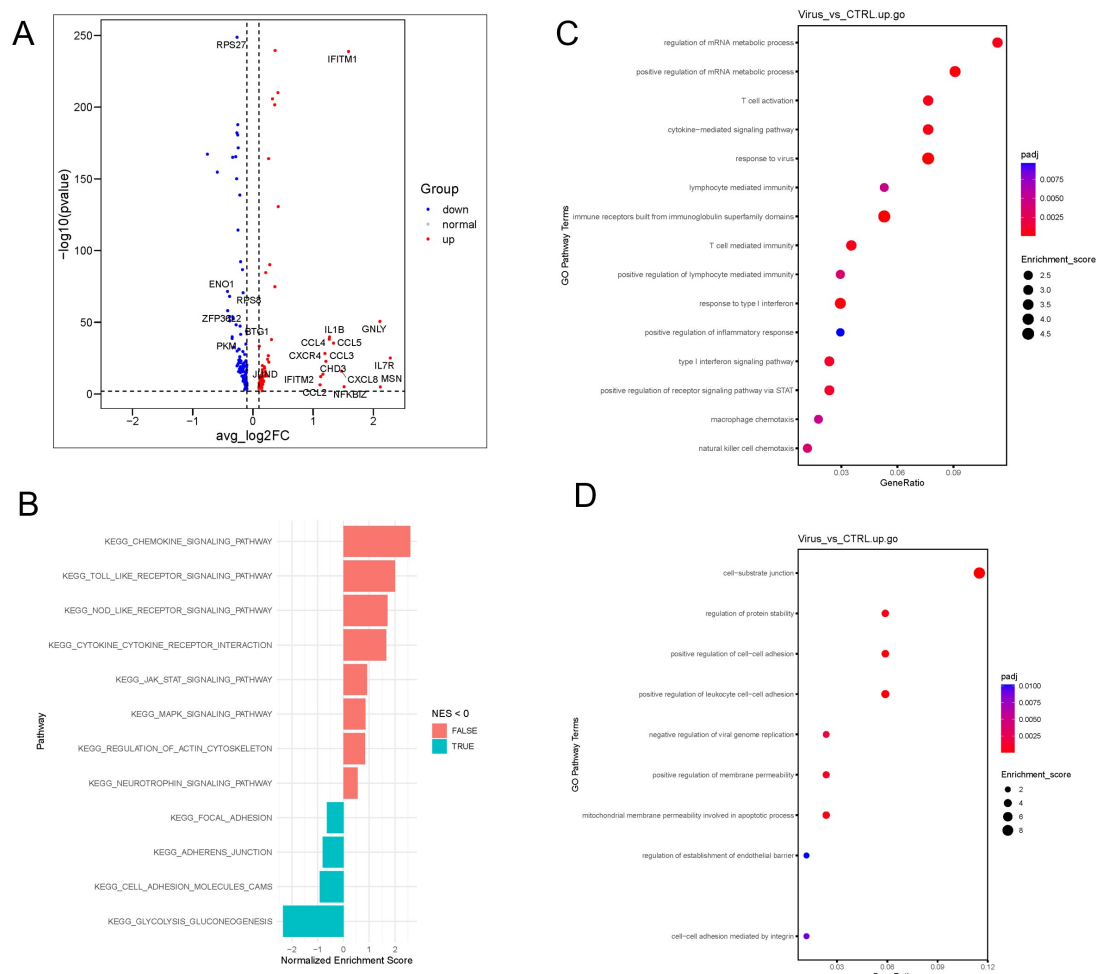 A
250
200
150
100
50
0
−log10(pvalue)
−2
−1
0
1
2
avg_log2FC
RPS27
IFITM1
ENO1
RPS8
ZFP36L2
BTG1
PKM
JUND
IL1B
GNLY
CCL4
CCL5
CXCR4
CCL3
IL7R
CHD3
MSN
IFITM2
CXCL8
CCL2
NFKBIZ
Group
down
normal
up
B
Pathway
KEGG_CHEMOKINE_SIGNALING_PATHWAY
KEGG_TOLL_LIKE_RECEPTOR_SIGNALING_PATHWAY
KEGG_NOD_LIKE_RECEPTOR_SIGNALING_PATHWAY
KEGG_CYTOKINE_CYTOKINE_RECEPTOR_INTERACTION
KEGG_JAK_STAT_SIGNALING_PATHWAY
KEGG_MAPK_SIGNALING_PATHWAY
KEGG_REGULATION_OF_ACTIN_CYTOSKELETON
KEGG_NEUROTROPHIN_SIGNALING_PATHWAY
KEGG_FOCAL_ADHESION
KEGG_ADHERENS_JUNCTION
KEGG_CELL_ADHESION_MOLECULES_CAMS
KEGG_GLYCOLYSIS_GLUCONEOGENESIS
−2
−1
0
1
2
Normalized Enrichment Score
NES < 0
FALSE
TRUE
C
Virus_vs_CTRL.up.go
GO Pathway Terms
regulation of mRNA metabolic process
positive regulation of mRNA metabolic process
T cell activation
cytokine-mediated signaling pathway
response to virus
lymphocyte mediated immunity
immune receptors built from immunoglobulin superfamily domains
T cell mediated immunity
positive regulation of lymphocyte mediated immunity
response to type I interferon
positive regulation of inflammatory response
type I interferon signaling pathway
positive regulation of receptor signaling pathway via STAT
macrophage chemotaxis
natural killer cell chemotaxis
0.03
0.06
0.09
GeneRatio
padj
0.0075
0.0050
0.0025
Enrichment_score
2.5
3.0
3.5
4.0
4.5
D
Virus_vs_CTRL.up.go
GO Pathway Terms
cell-substrate junction
regulation of protein stability
positive regulation of cell-cell adhesion
positive regulation of leukocyte cell-cell adhesion
negative regulation of viral genome replication
positive regulation of membrane permeability
mitochondrial membrane permeability involved in apoptotic process
regulation of establishment of endothelial barrier
cell-cell adhesion mediated by integrin
0.03
0.06
0.09
0.12
padj
0.0100
0.0075
0.0050
0.0025
Enrichment_score
2
4
6
8